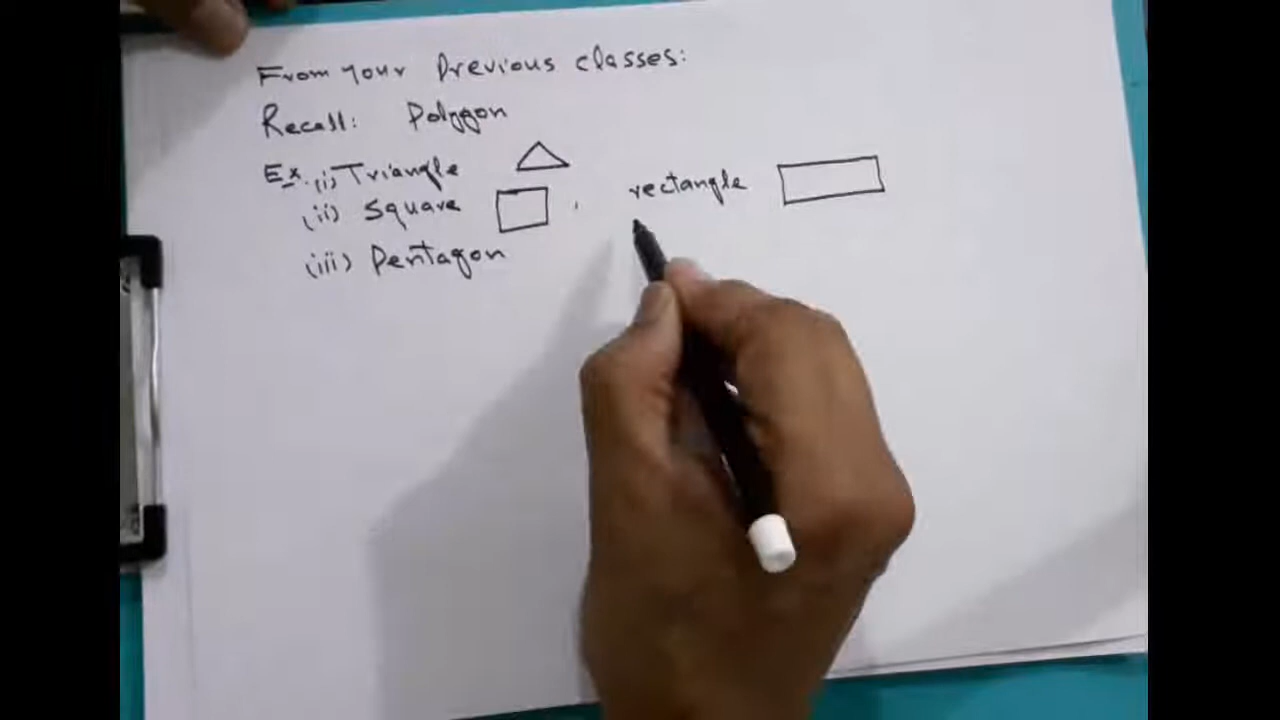 From your Previous classes:
Recall: Polygon
Ex. (i) Triangle
(ii) Square , rectangle
(iii) Pentagon